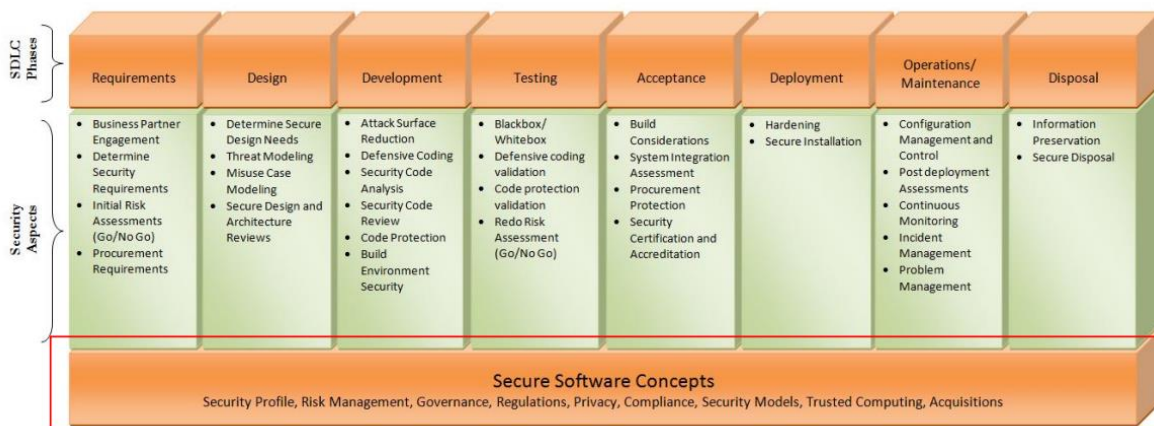 SDLC
Phases
Requirements
Design
Development
Testing
Acceptance
Deployment
Operations/
Maintenance
Disposal
Security
Aspects
• Business Partner
Engagement
• Determine
Security
Requirements
• Initial Risk
Assessments
(Go/No Go)
• Procurement
Requirements
• Determine Secure
Design Needs
• Threat Modeling
• Misuse Case
Modeling
• Secure Design and
Architecture
Reviews
• Attack Surface
Reduction
• Defensive Coding
• Security Code
Analysis
• Security Code
Review
• Code Protection
• Build
Environment
Security
• Blackbox/
Whitebox
• Defensive coding
validation
• Code protection
validation
• Redo Risk
Assessment
(Go/No Go)
• Build
Considerations
• System Integration
Assessment
• Procurement
Protection
• Security
Certification and
Accreditation
• Hardening
• Secure Installation
• Configuration
Management and
Control
• Post deployment
Assessments
• Continuous
Monitoring
• Incident
Management
• Problem
Management
• Information
Preservation
• Secure Disposal
Secure Software Concepts
Security Profile, Risk Management, Governance, Regulations, Privacy, Compliance, Security Models, Trusted Computing, Acquisitions